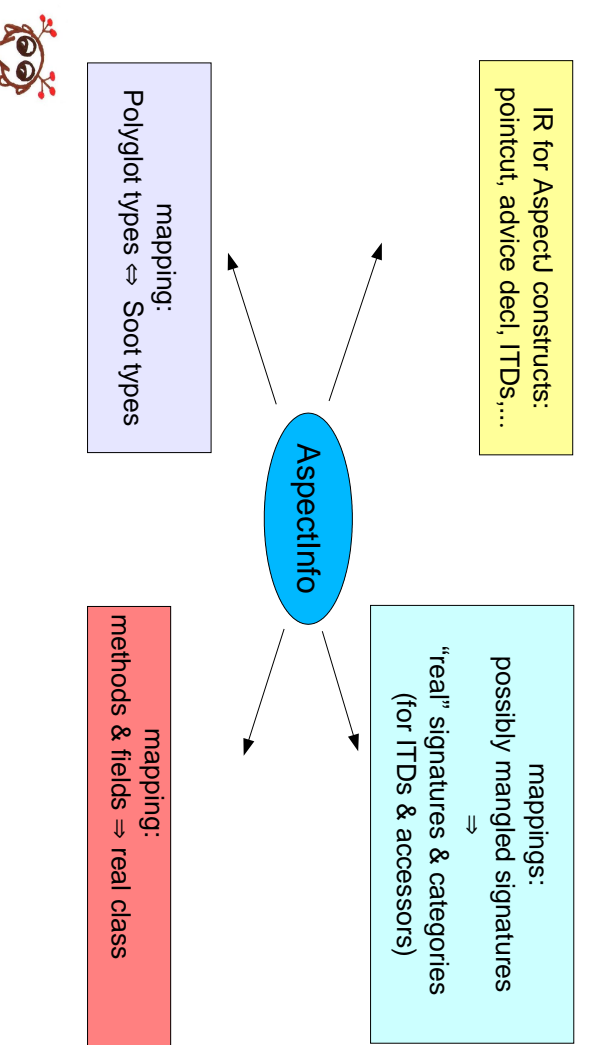 IR for AspectJ constructs:
pointcut, advice decl, ITDs,...
mappings:
possibly mangled signatures
⇒
“real” signatures & categories
(for ITDs & accessors)
AspectInfo
mapping:
Polyglot types ⇔ Soot types
mapping:
methods & fields ⇒ real class